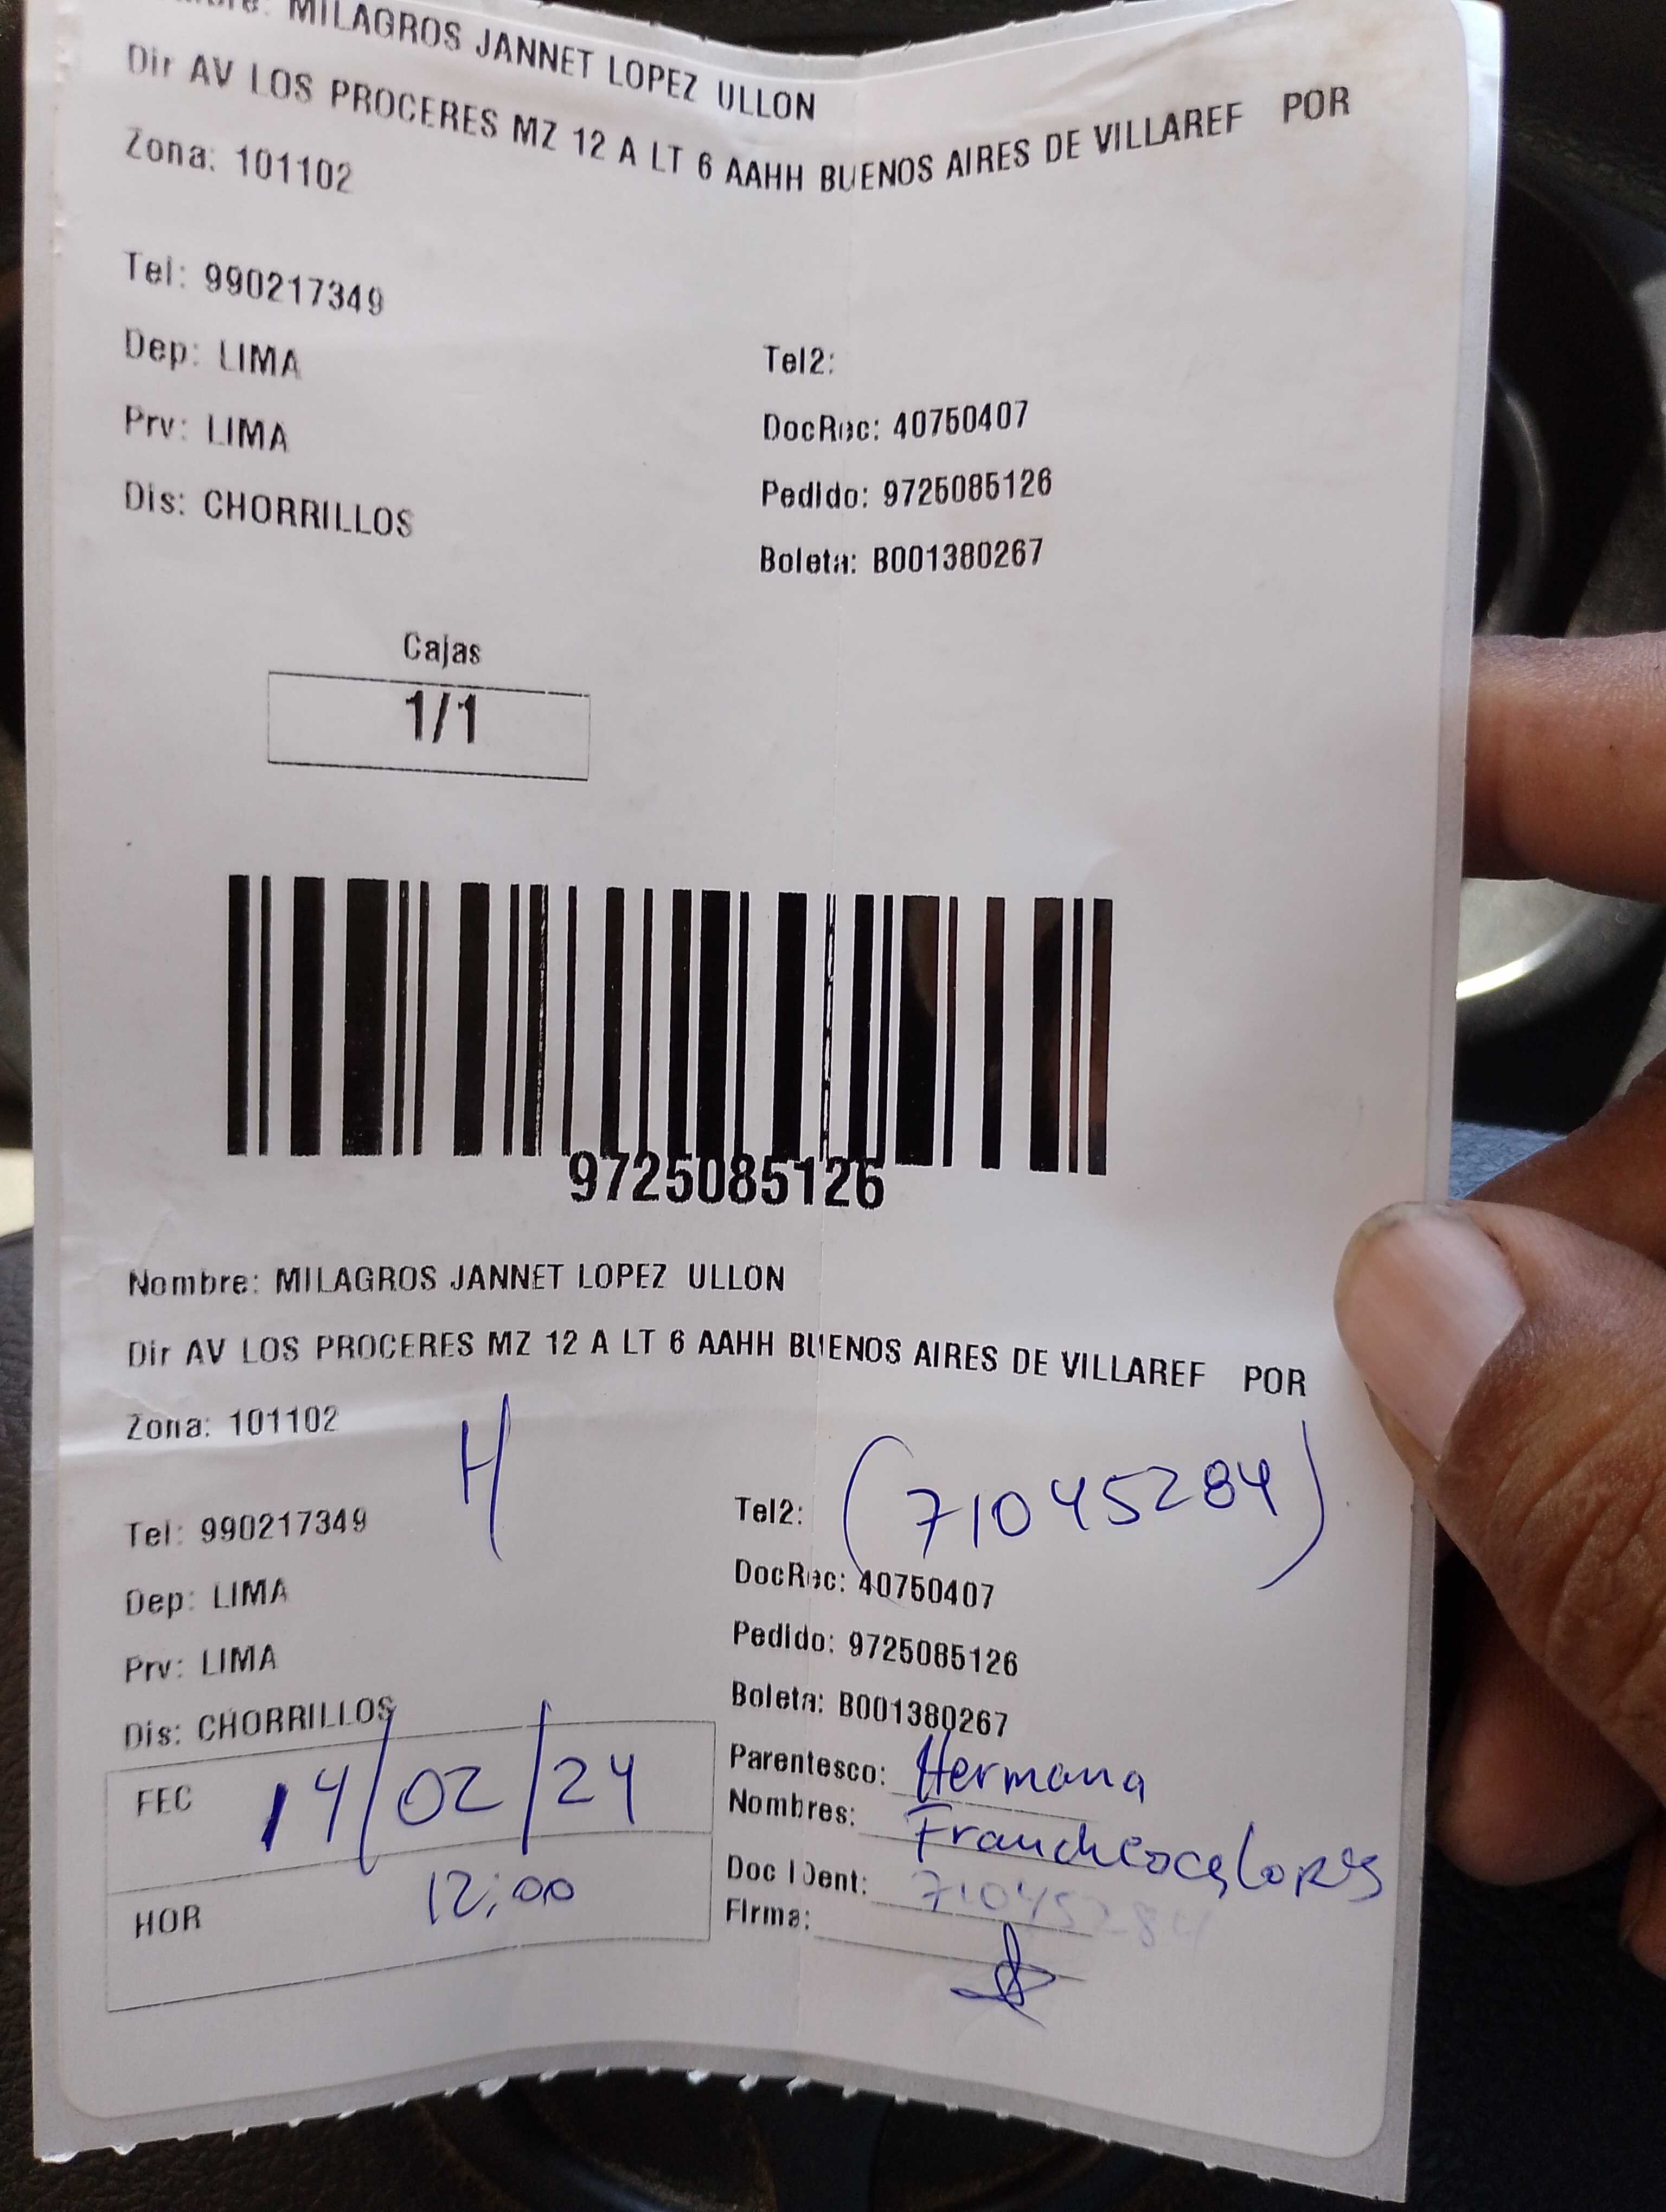 MILAGROS JANNET LOPEZ ULLON
Dir AV LOS PROCERES MZ 12 A LT 6 AAHH BUENOS AIRES DE VILLAREF POR
Zona: 101102
Tel: 990217349
Dep: LIMA
Tel2:
Prv: LIMA
DocRec: 40750407
Dis: CHORRILLOS
Pedido: 9725085126
Boleta: B001380267
Cajas
1/1
9725085126
Nombre: MILAGROS JANNET LOPEZ ULLON
Dir AV LOS PROCERES MZ 12 A LT 6 AAHH BUENOS AIRES DE VILLAREF POR
Zona: 101102
H
Tel: 990217349
Tel2: (71045284)
Dep: LIMA
DocRec: 40750407
Prv: LIMA
Pedido: 9725085126
Dis: CHORRILLOS
Boleta: B001380267
FEC 14/02/24
Parentesco: Hermana
Nombres:
HOR 12:00
Doc IDent: 71045284
Firma: